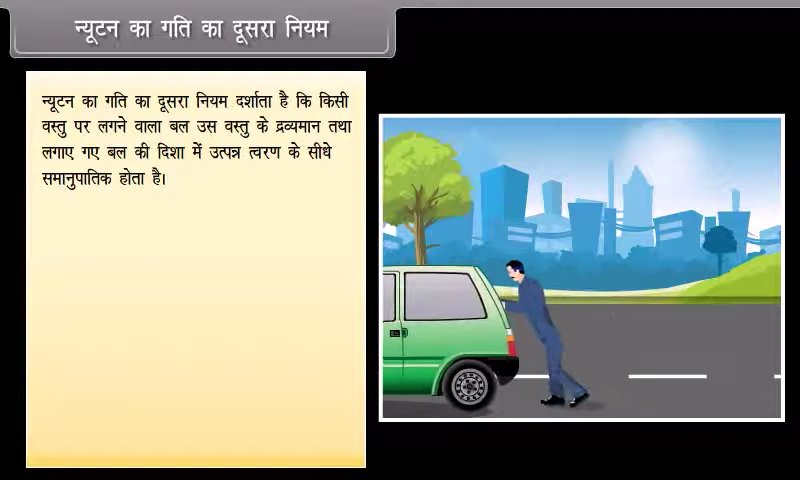 न्यूटन का गति का दूसरा नियम
न्यूटन का गति का दूसरा नियम दर्शाता है कि किसी
वस्तु पर लगने वाला बल उस वस्तु के द्रव्यमान तथा
लगाए गए बल की दिशा में उत्पन्न त्वरण के सीधे
समानुपातिक होता है।